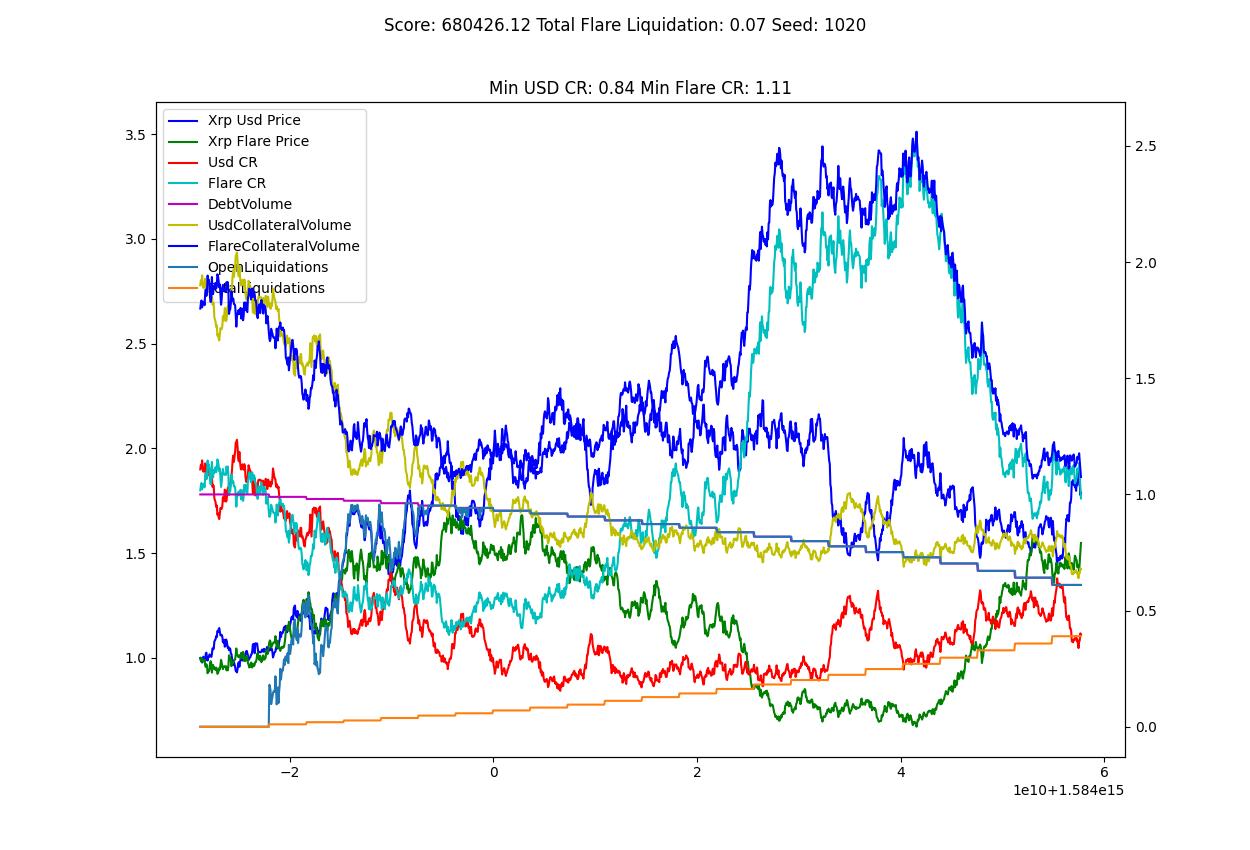 Score: 680426.12 Total Flare Liquidation: 0.07 Seed: 1020
Min USD CR: 0.84 Min Flare CR: 1.11
Xrp Usd Price
Xrp Flare Price
Usd CR
Flare CR
DebtVolume
UsdCollateralVolume
FlareCollateralVolume
OpenLiquidations
TotalLiquidations
3.5
3.0
2.5
2.0
1.5
1.0
2.5
2.0
1.5
1.0
0.5
0.0
−2
0
2
4
6
1e10+1.584e15